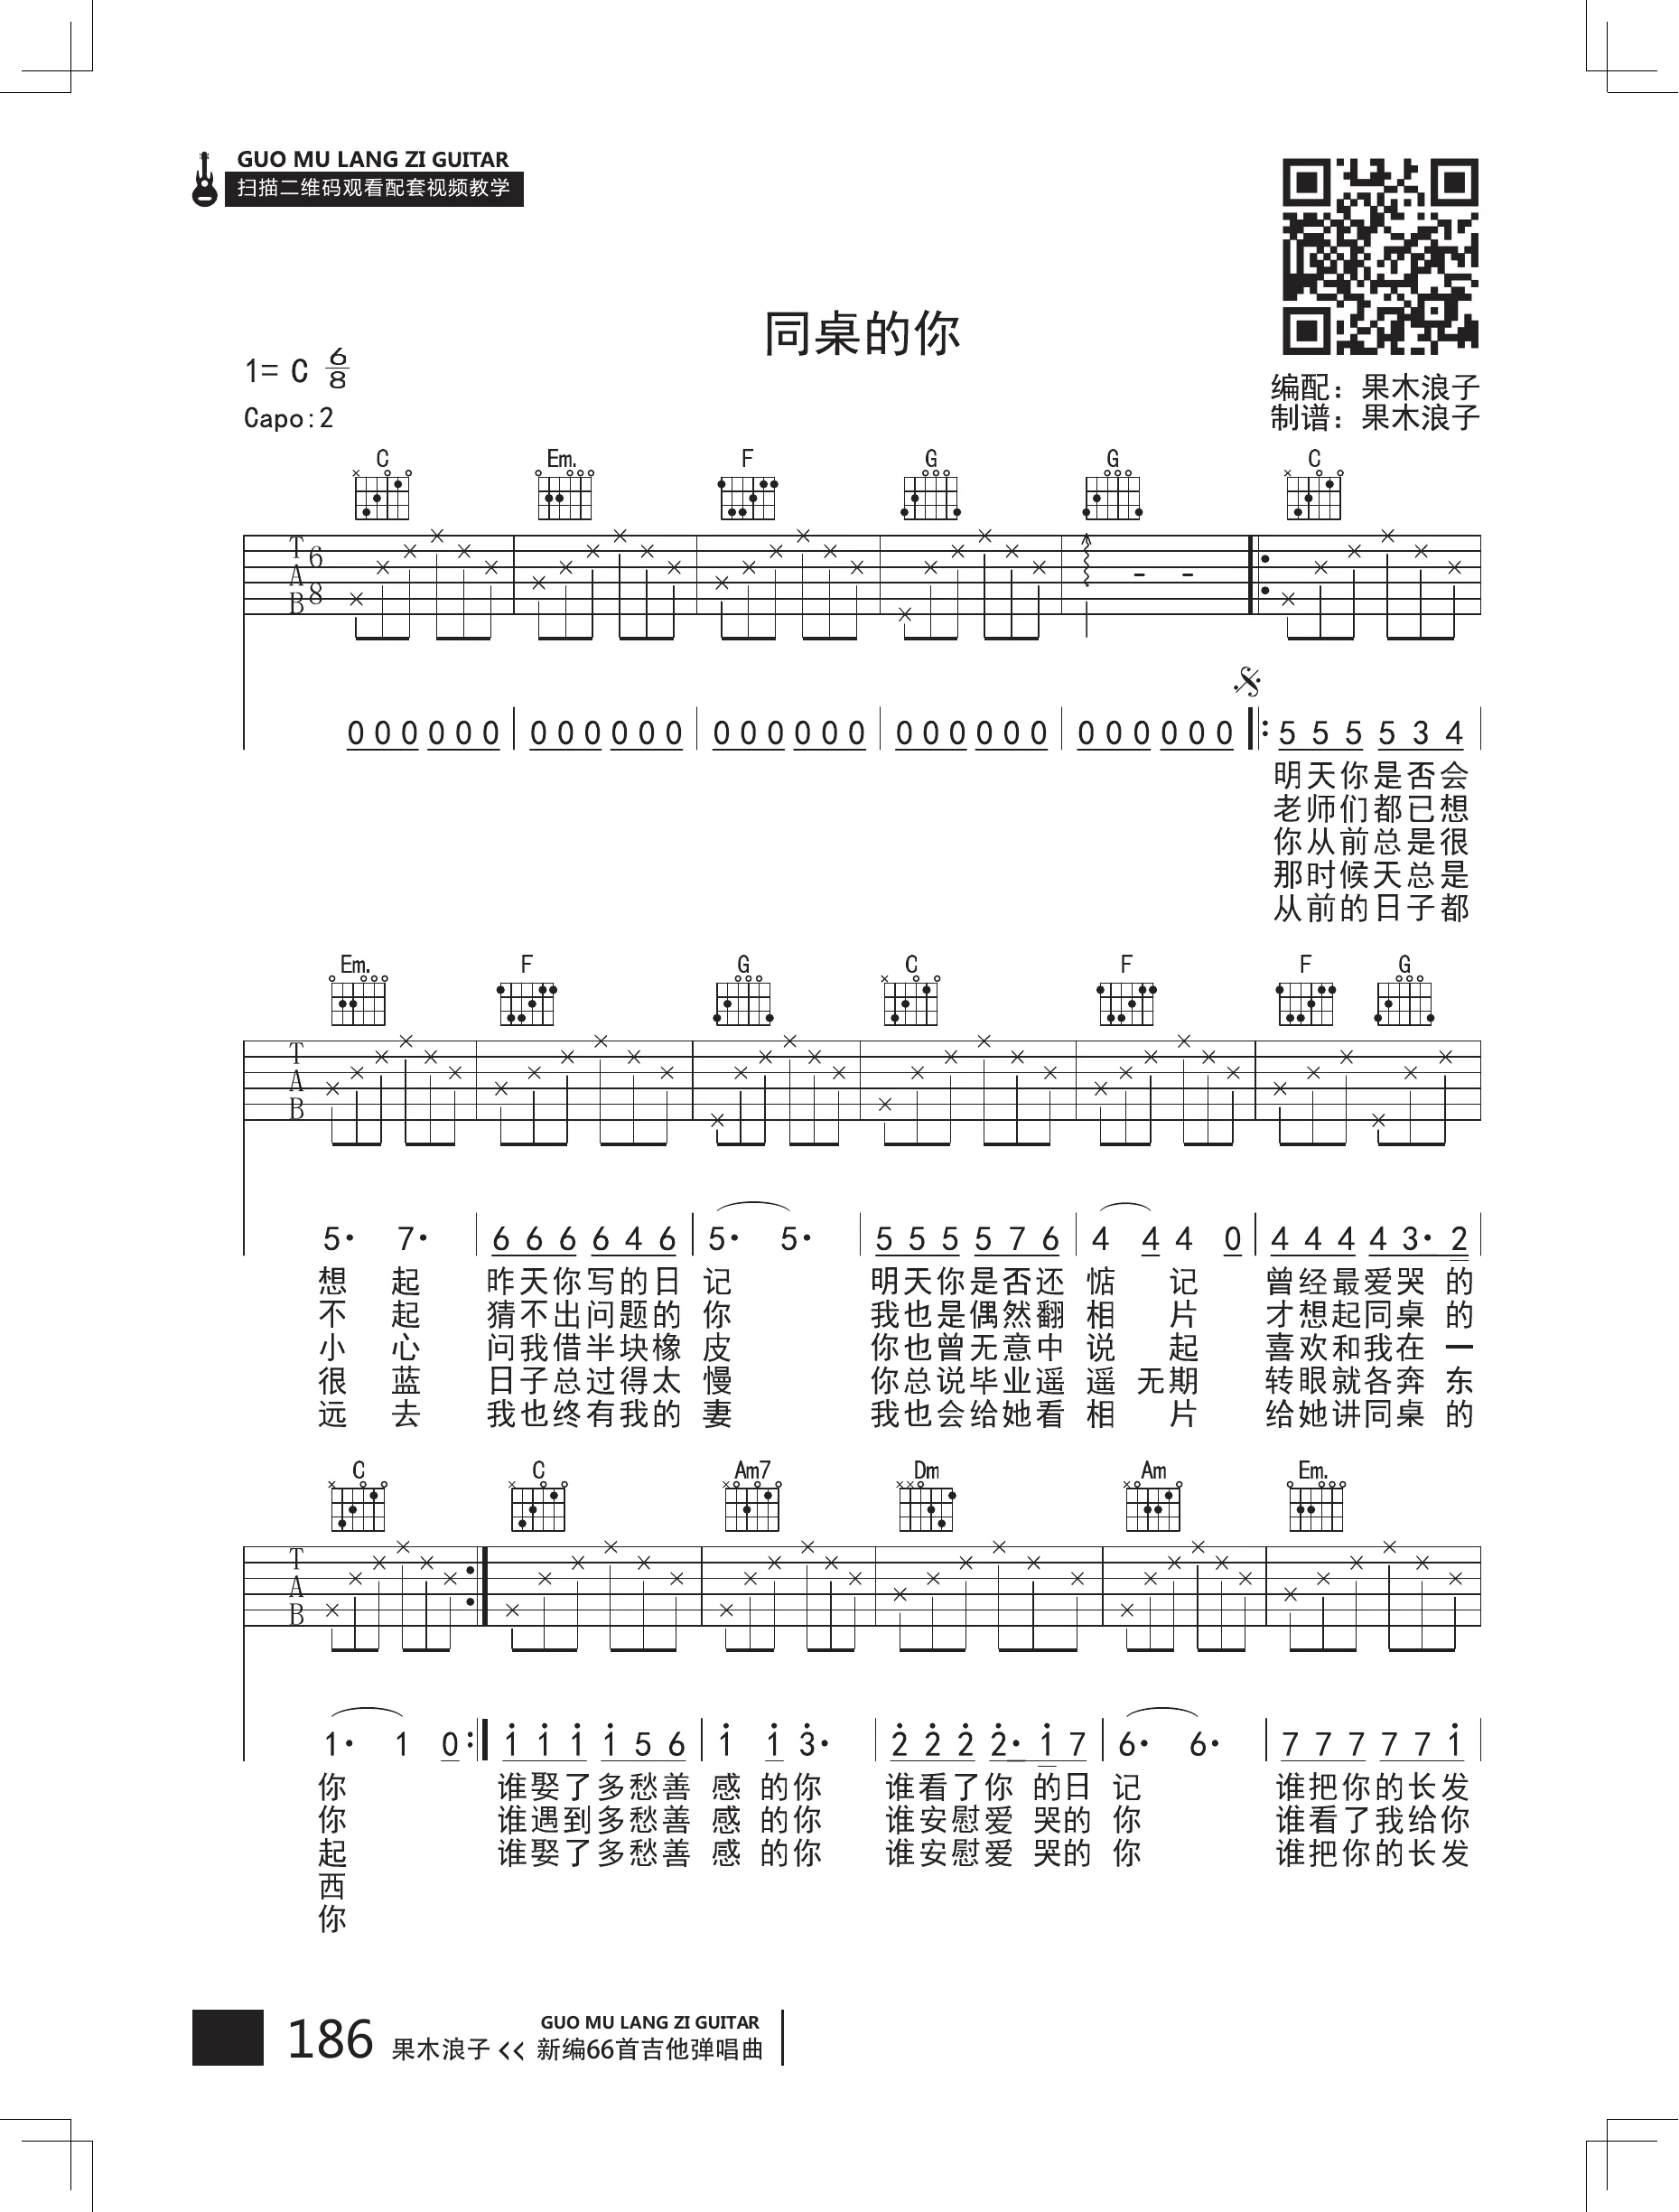 GUO MU LANG ZI GUITAR
扫描二维码观看配套视频教学
同桌的你
1= C 6/8
Capo:2
编配：果木浪子
制谱：果木浪子
C Em. F G G C
T A B 6 8
0 0 0 0 0 0 0 0 0 0 0 0 0 0 0 0 0 0 0 0 0 0 0 0 0 0 0 0 0 0 5 5 5 5 3 4
明天你是否会
老师们都已想
你从前总是很
那时候天总是
从前的日子都
Em. F G C F F G
T A B
5· 7· 6 6 6 6 4 6 5· 5· 5 5 5 5 7 6 4 4 4 0 4 4 4 4 3· 2
想 起 昨天你写的日 记 明天你是否还 惦 记 曾经最爱哭 的
不 起 猜不出问题的 你 我也是偶然翻 相 片 才想起同桌 的
小 心 问我借半块橡 皮 你也曾无意中 说 起 喜欢和我在 一
很 蓝 日子总过得太 慢 你总说毕业遥 遥 无期 转眼就各奔 东
远 去 我也终有我的 妻 我也会给她看 相 片 给她讲同桌 的
C C Am7 Dm Am Em.
T A B
1· 1 0 1 1 1 1 5 6 1 1 3· 2 2 2 2· 1 7 6· 6· 7 7 7 7 7 1
你 谁娶了多愁善 感 的你 谁看了你 的日 记 谁把你的长发
你 谁遇到多愁善 感 的你 谁安慰爱 哭的 你 谁看了我给你
起 谁娶了多愁善 感 的你 谁安慰爱 哭的 你 谁把你的长发
西
你
186 果木浪子 << GUO MU LANG ZI GUITAR
新编66首吉他弹唱曲